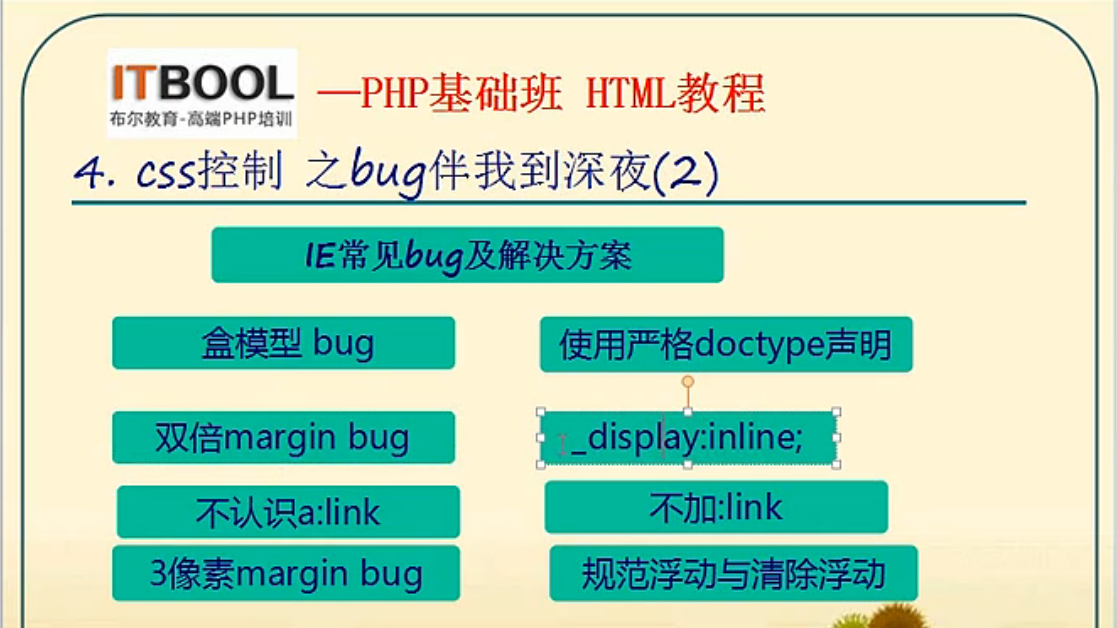 ITBOOL
布尔教育-高端PHP培训
—PHP基础班 HTML教程
4. css控制 之bug伴我到深夜(2)
IE常见bug及解决方案
盒模型 bug
使用严格doctype声明
双倍margin bug
_display:inline;
不认识a:link
不加:link
3像素margin bug
规范浮动与清除浮动